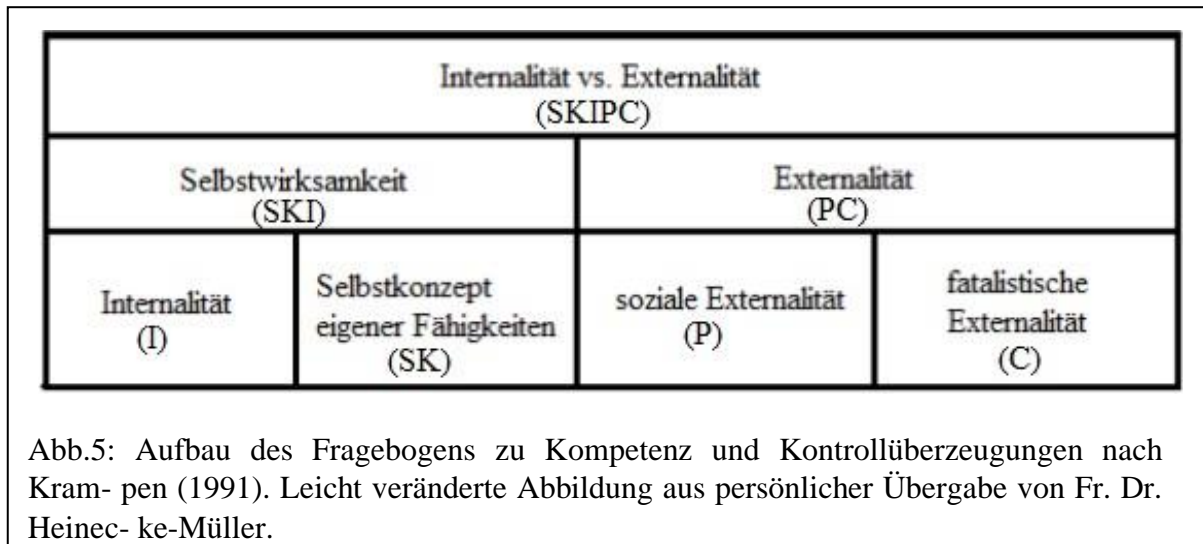 Internalität vs. Externalität
(SKIPC)
Selbstwirksamkeit
(SKI)
Externalität
(PC)
Internalität
(I)
Selbstkonzept
eigener Fähigkeiten
(SK)
soziale Externalität
(P)
fatalistische
Externalität
(C)
Abb.5: Aufbau des Fragebogens zu Kompetenz und Kontrollüberzeugungen nach
Kram- pen (1991). Leicht veränderte Abbildung aus persönlicher Übergabe von Fr. Dr.
Heinec- ke-Müller.